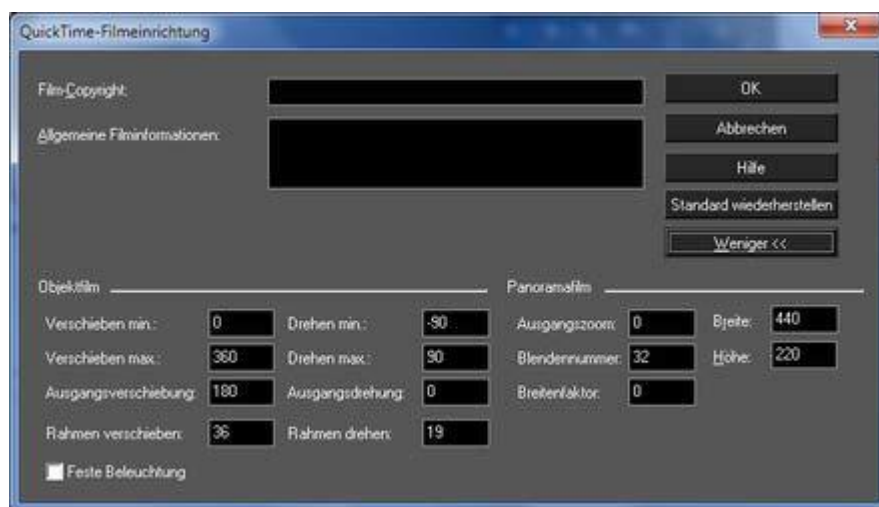 QuickTime-Filmeinrichtung
Film-Copyright:
OK
Allgemeine Filminformationen:
Abbrechen
Hilfe
Standard wiederherstellen
Weniger <<
Objektfilm
Panoramafilm
Verschieben min.: 0 Drehen min.: -90 Ausgangszoom: 0 Breite: 440
Verschieben max.: 360 Drehen max.: 90 Blendennummer: 32 Höhe: 220
Ausgangsverschiebung: 180 Ausgangsdrehung: 0 Breitenfaktor: 0
Rahmen verschieben: 36 Rahmen drehen: 19
Feste Beleuchtung